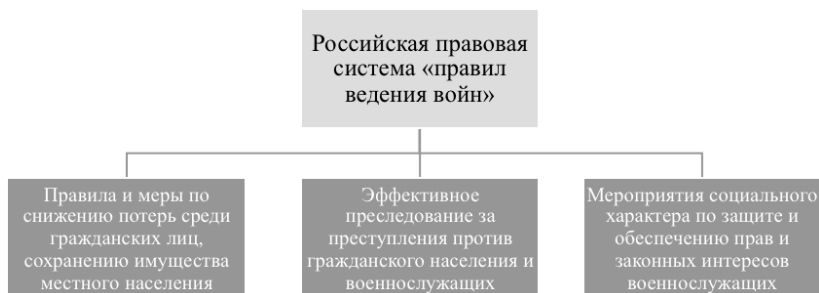 Российская правовая
система «правил
ведения войн»
Правила и меры по
снижению потерь среди
гражданских лиц,
сохранению имущества
местного населения
Эффективное
преследование за
преступления против
гражданского населения и
военнослужащих
Мероприятия социального
характера по защите и
обеспечению прав и
законных интересов
военнослужащих